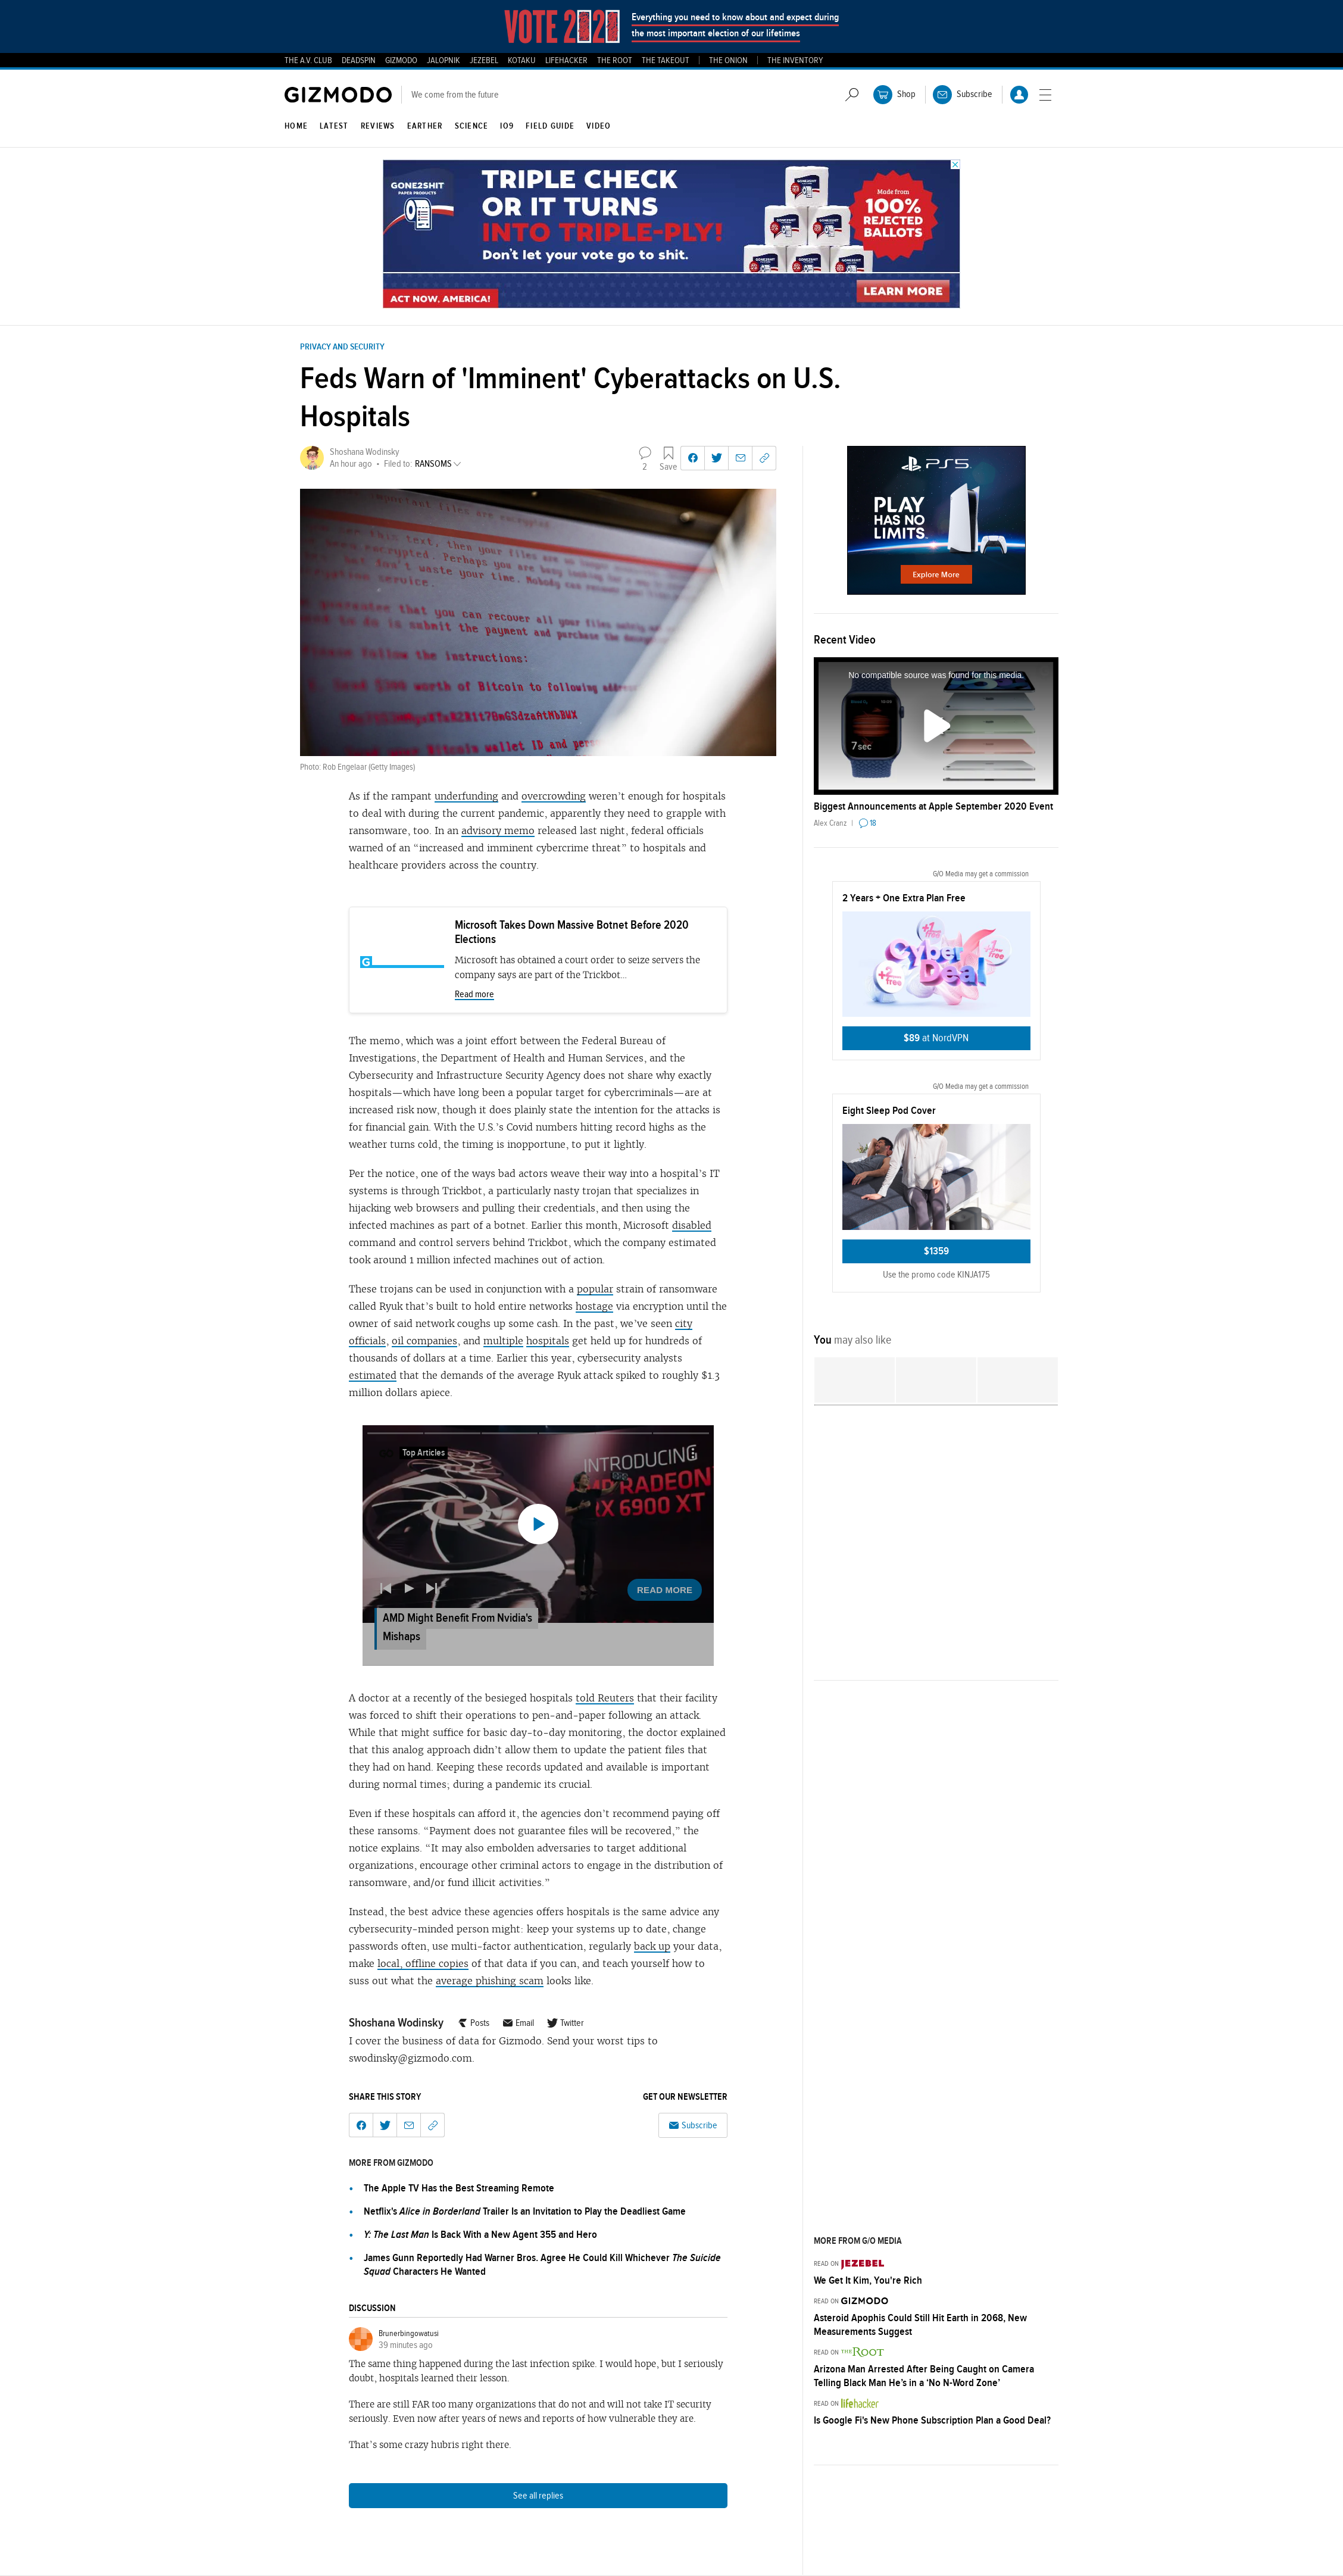 VOTE 2020
Everything you need to know about and expect during
the most important election of our lifetimes
THE A.V. CLUB DEADSPIN GIZMODO JALOPNIK JEZEBEL KOTAKU LIFEHACKER THE ROOT THE TAKEOUT THE ONION THE INVENTORY
GIZMODO
We come from the future
Shop
Subscribe
HOME LATEST REVIEWS EARTHER SCIENCE IO9 FIELD GUIDE VIDEO
GONE2SHIT
PAPER PRODUCTS
TRIPLE CHECK
OR IT TURNS
INTO TRIPLE-PLY!
Don't let your vote go to shit.
Made from
100%
REJECTED
BALLOTS
ACT NOW, AMERICA!
LEARN MORE
PRIVACY AND SECURITY
Feds Warn of 'Imminent' Cyberattacks on U.S.
Hospitals
Shoshana Wodinsky
An hour ago • Filed to: RANSOMS
2
Save
Photo: Rob Engelaar (Getty Images)
As if the rampant underfunding and overcrowding weren't enough for hospitals
to deal with during the current pandemic, apparently they need to grapple with
ransomware, too. In an advisory memo released last night, federal officials
warned of an “increased and imminent cybercrime threat” to hospitals and
healthcare providers across the country.
G
Microsoft Takes Down Massive Botnet Before 2020
Elections
Microsoft has obtained a court order to seize servers the
company says are part of the Trickbot…
Read more
The memo, which was a joint effort between the Federal Bureau of
Investigations, the Department of Health and Human Services, and the
Cybersecurity and Infrastructure Security Agency does not share why exactly
hospitals—which have long been a popular target for cybercriminals—are at
increased risk now, though it does plainly state the intention for the attacks is
for financial gain. With the U.S.'s Covid numbers hitting record highs as the
weather turns cold, the timing is inopportune, to put it lightly.
Per the notice, one of the ways bad actors weave their way into a hospital's IT
systems is through Trickbot, a particularly nasty trojan that specializes in
hijacking web browsers and pulling their credentials, and then using the
infected machines as part of a botnet. Earlier this month, Microsoft disabled
command and control servers behind Trickbot, which the company estimated
took around 1 million infected machines out of action.
These trojans can be used in conjunction with a popular strain of ransomware
called Ryuk that's built to hold entire networks hostage via encryption until the
owner of said network coughs up some cash. In the past, we've seen city
officials, oil companies, and multiple hospitals get held up for hundreds of
thousands of dollars at a time. Earlier this year, cybersecurity analysts
estimated that the demands of the average Ryuk attack spiked to roughly $1.3
million dollars apiece.
Top Articles
INTRODUCING
AMD RADEON
RX 6900 XT
READ MORE
AMD Might Benefit From Nvidia's
Mishaps
A doctor at a recently of the besieged hospitals told Reuters that their facility
was forced to shift their operations to pen-and-paper following an attack.
While that might suffice for basic day-to-day monitoring, the doctor explained
that this analog approach didn't allow them to update the patient files that
they had on hand. Keeping these records updated and available is important
during normal times; during a pandemic its crucial.
Even if these hospitals can afford it, the agencies don't recommend paying off
these ransoms. “Payment does not guarantee files will be recovered,” the
notice explains. “It may also embolden adversaries to target additional
organizations, encourage other criminal actors to engage in the distribution of
ransomware, and/or fund illicit activities.”
Instead, the best advice these agencies offers hospitals is the same advice any
cybersecurity-minded person might: keep your systems up to date, change
passwords often, use multi-factor authentication, regularly back up your data,
make local, offline copies of that data if you can, and teach yourself how to
suss out what the average phishing scam looks like.
Shoshana Wodinsky Posts Email Twitter
I cover the business of data for Gizmodo. Send your worst tips to
swodinsky@gizmodo.com.
SHARE THIS STORY
GET OUR NEWSLETTER
Subscribe
MORE FROM GIZMODO
• The Apple TV Has the Best Streaming Remote
• Netflix's Alice in Borderland Trailer Is an Invitation to Play the Deadliest Game
• Y: The Last Man Is Back With a New Agent 355 and Hero
• James Gunn Reportedly Had Warner Bros. Agree He Could Kill Whichever The Suicide
Squad Characters He Wanted
DISCUSSION
Brunerbingowatusi
39 minutes ago
The same thing happened during the last infection spike. I would hope, but I seriously
doubt, hospitals learned their lesson.
There are still FAR too many organizations that do not and will not take IT security
seriously. Even now after years of news and reports of how vulnerable they are.
That's some crazy hubris right there.
See all replies
PS5
PLAY
HAS NO
LIMITS
Explore More
Recent Video
No compatible source was found for this media.
7 sec
Biggest Announcements at Apple September 2020 Event
Alex Cranz | 18
G/O Media may get a commission
2 Years + One Extra Plan Free
Cyber
Deal
$89 at NordVPN
G/O Media may get a commission
Eight Sleep Pod Cover
$1359
Use the promo code KINJA175
You may also like
MORE FROM G/O MEDIA
READ ON JEZEBEL
We Get It Kim, You're Rich
READ ON GIZMODO
Asteroid Apophis Could Still Hit Earth in 2068, New
Measurements Suggest
READ ON THE ROOT
Arizona Man Arrested After Being Caught on Camera
Telling Black Man He's in a 'No N-Word Zone'
READ ON lifehacker
Is Google Fi's New Phone Subscription Plan a Good Deal?